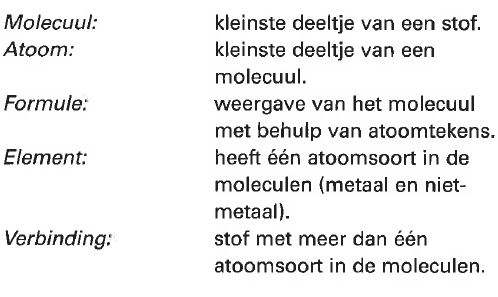 Molecuul: kleinste deeltje van een stof.
Atoom: kleinste deeltje van een
molecuul.
Formule: weergave van het molecuul
met behulp van atoomtekens.
Element: heeft één atoomsoort in de
moleculen (metaal en niet-
metaal).
Verbinding: stof met meer dan één
atoomsoort in de moleculen.